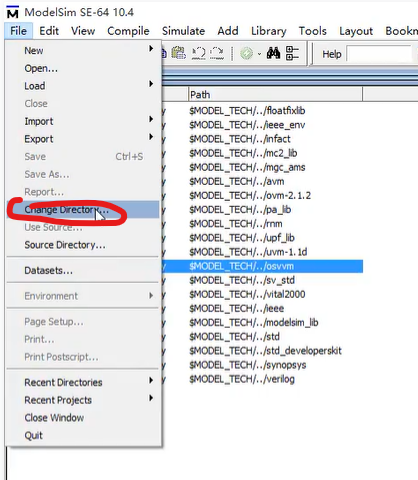 ModelSim SE-64 10.4
File Edit View Compile Simulate Add Library Tools Layout Bookm
Help
New
Open...
Load
Close
Import
Export
Save Ctrl+S
Save As...
Report...
Change Directory...
Use Source...
Source Directory...
Datasets...
Environment
Page Setup...
Print...
Print Postscript...
Recent Directories
Recent Projects
Close Window
Quit
Path
$MODEL_TECH/../floatfixlib
$MODEL_TECH/../ieee_env
$MODEL_TECH/../infact
$MODEL_TECH/../mc2_lib
$MODEL_TECH/../mgc_ams
$MODEL_TECH/../avm
$MODEL_TECH/../ovm-2.1.2
$MODEL_TECH/../pa_lib
$MODEL_TECH/../rnm
$MODEL_TECH/../upf_lib
$MODEL_TECH/../uvm-1.1d
$MODEL_TECH/../osvvm
$MODEL_TECH/../sv_std
$MODEL_TECH/../vital2000
$MODEL_TECH/../ieee
$MODEL_TECH/../modelsim_lib
$MODEL_TECH/../std
$MODEL_TECH/../std_developerskit
$MODEL_TECH/../synopsys
$MODEL_TECH/../verilog